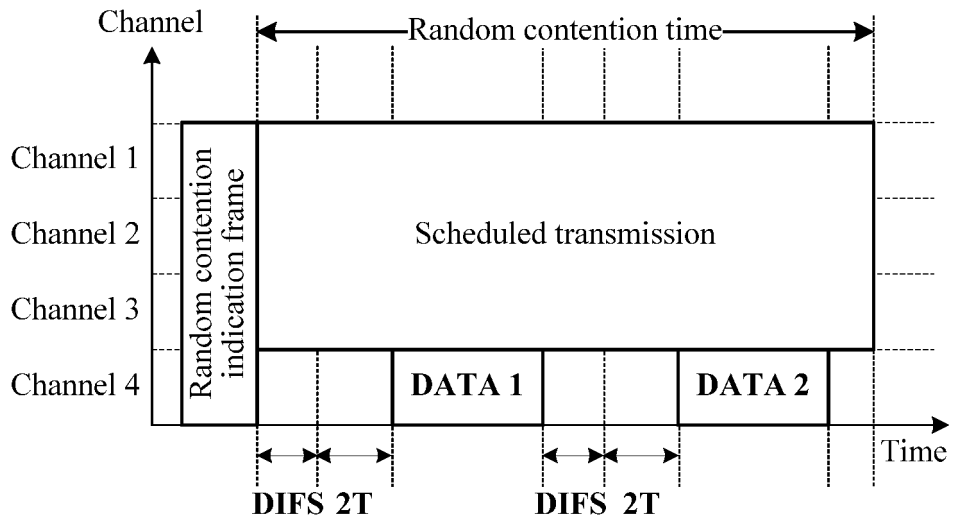 Channel
Random contention time
Channel 1
Channel 2
Channel 3
Channel 4
Random contention
indication frame
Scheduled transmission
DATA 1
DATA 2
Time
DIFS 2T
DIFS 2T